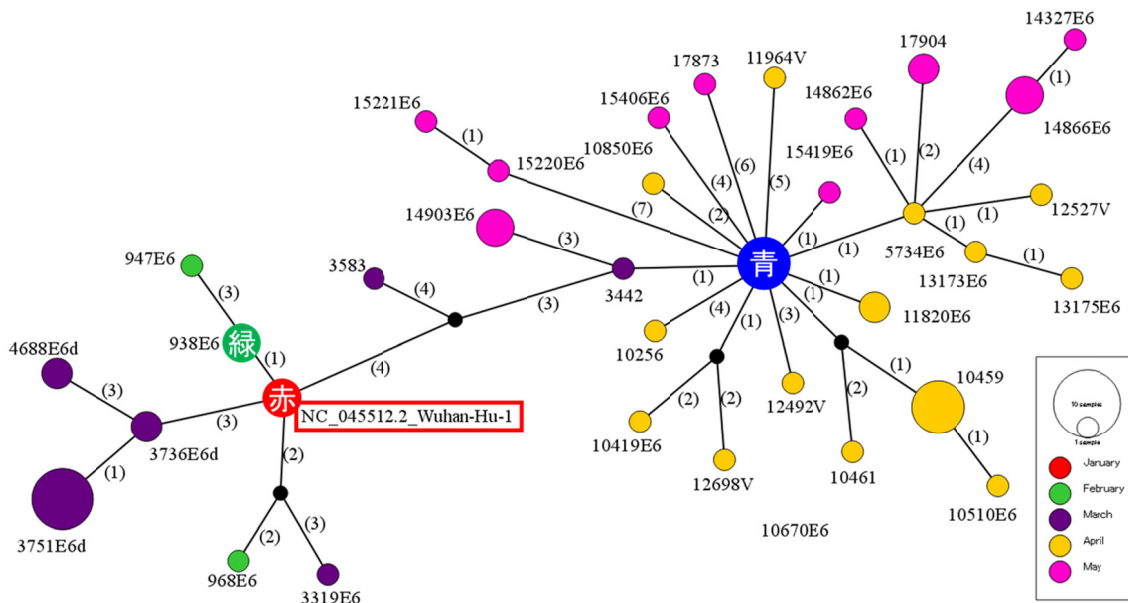 14327E6
17904
17873
11964V
15221E6
(1)
15406E6
14862E6
(1)
14866E6
(1)
10850E6
15419E6
(6)
(2)
15220E6
(4)
(5)
(1)
(4)
14903E6
(7)
(2)
(1)
12527V
947E6
(3)
青
(1)
(1)
5734E6
(1)
3583
(1)
3442
(1)
13173E6
13175E6
(3)
(4)
(3)
(4)
(1)
(3)
(1)
(1)
11820E6
4688E6d
938E6
緑
(1)
10256
(4)
(1)
10459
(3)
赤
NC_045512.2_Wuhan-Hu-1
(2)
12492V
(2)
(3)
3736E6d
10419E6
(2)
(1)
(1)
(2)
12698V
10461
3751E6d
10510E6
(2)
(3)
10670E6
968E6
3319E6
10 samples
1 sample
January
February
March
April
May